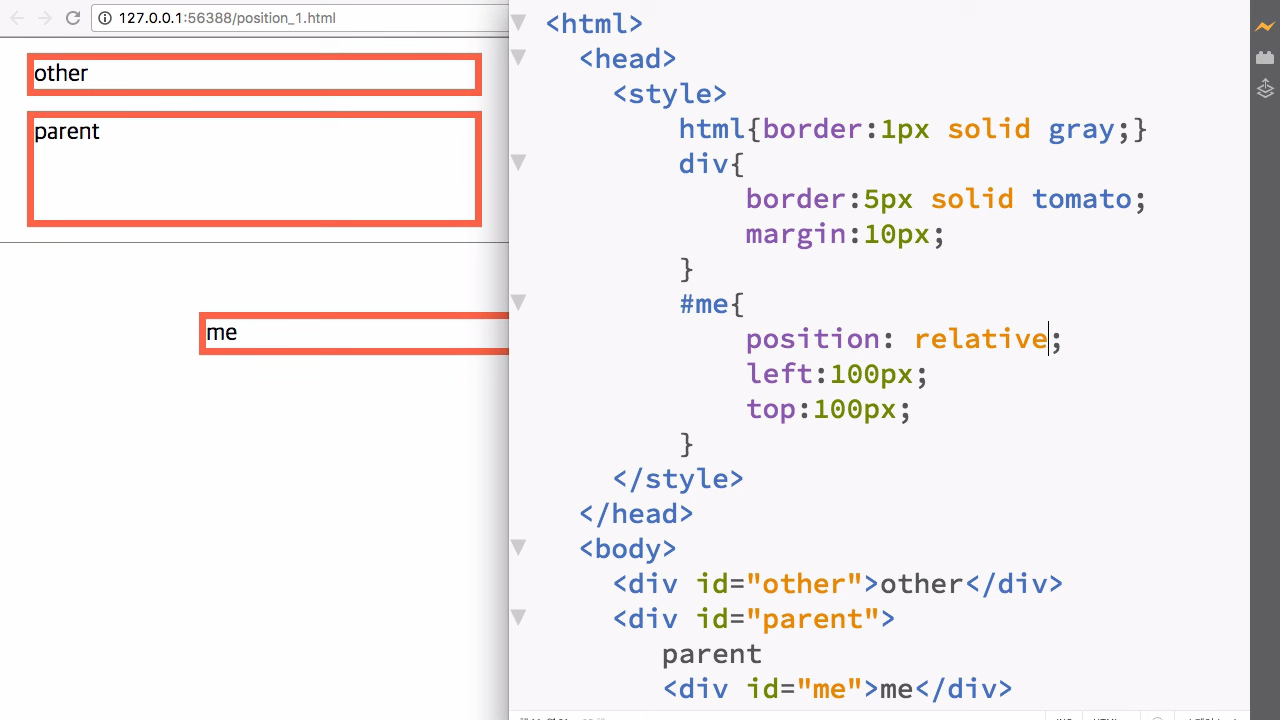 127.0.0.1:56388/position_1.html
other
parent
me
<html>
<head>
<style>
html{border:1px solid gray;}
div{
border:5px solid tomato;
margin:10px;
}
#me{
position: relative;
left:100px;
top:100px;
}
</style>
</head>
<body>
<div id="other">other</div>
<div id="parent">
parent
<div id="me">me</div>